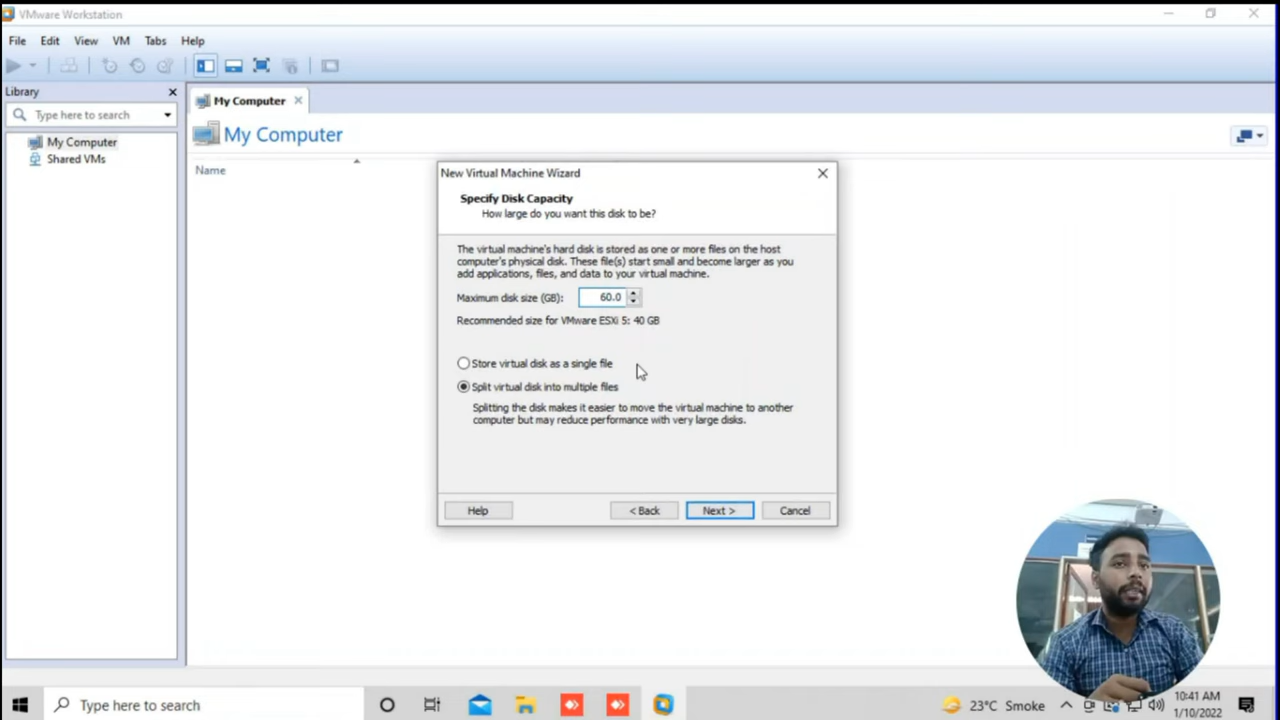 VMware Workstation
File Edit View VM Tabs Help
Library
Type here to search
My Computer
Shared VMs
My Computer
My Computer
Name
New Virtual Machine Wizard
Specify Disk Capacity
How large do you want this disk to be?
The virtual machine's hard disk is stored as one or more files on the host
computer's physical disk. These file(s) start small and become larger as you
add applications, files, and data to your virtual machine.
Maximum disk size (GB): 60.0
Recommended size for VMware ESXi 5: 40 GB
Store virtual disk as a single file
Split virtual disk into multiple files
Splitting the disk makes it easier to move the virtual machine to another
computer but may reduce performance with very large disks.
Help < Back Next > Cancel
Type here to search
23°C Smoke
10:41 AM
1/10/2022